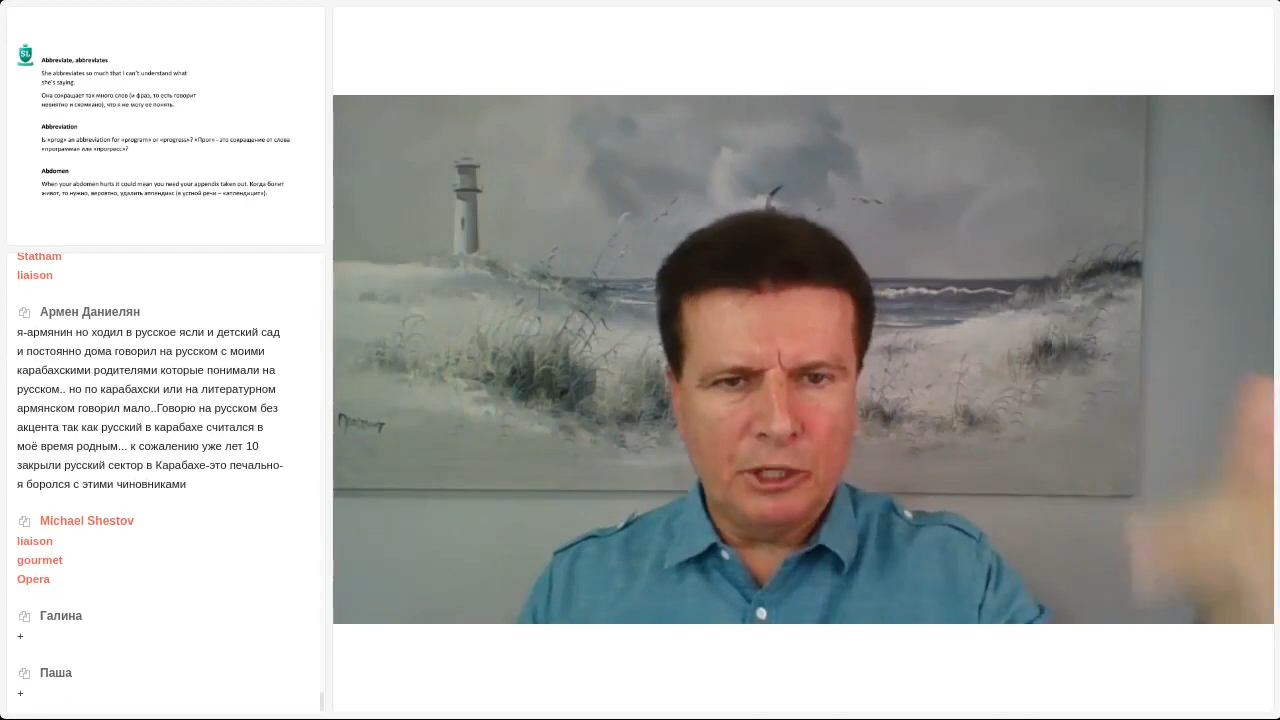 SL
Abbreviate, abbreviates
She abbreviates so much that I can't understand what
she's saying.
Она сокращает так много слов (и фраз, то есть говорит
невнятно и скомкано), что я не могу ее понять.
Abbreviation
Is «prog» an abbreviation for «program» or «progress»? «Прог» - это сокращение от слова
«программа» или «прогресс»?
Abdomen
When your abdomen hurts it could mean you need your appendix taken out. Когда болит
живот, то нужно, вероятно, удалить аппендикс (в устной речи – «аппендицит»).
Statham
liaison
Армен Даниелян
я-армянин но ходил в русское ясли и детский сад
и постоянно дома говорил на русском с моими
карабахскими родителями которые понимали на
русском.. но по карабахски или на литературном
армянском говорил мало..Говорю на русском без
акцента так как русский в карабахе считался в
моё время родным... к сожалению уже лет 10
закрыли русский сектор в Карабахе-это печально-
я боролся с этими чиновниками
Michael Shestov
liaison
gourmet
Opera
Галина
+
Паша
+